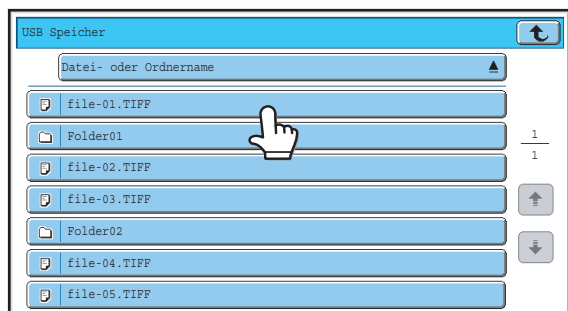 USB Speicher
Datei- oder Ordnername
file-01.TIFF
Folder01
1
1
file-02.TIFF
file-03.TIFF
Folder02
file-04.TIFF
file-05.TIFF